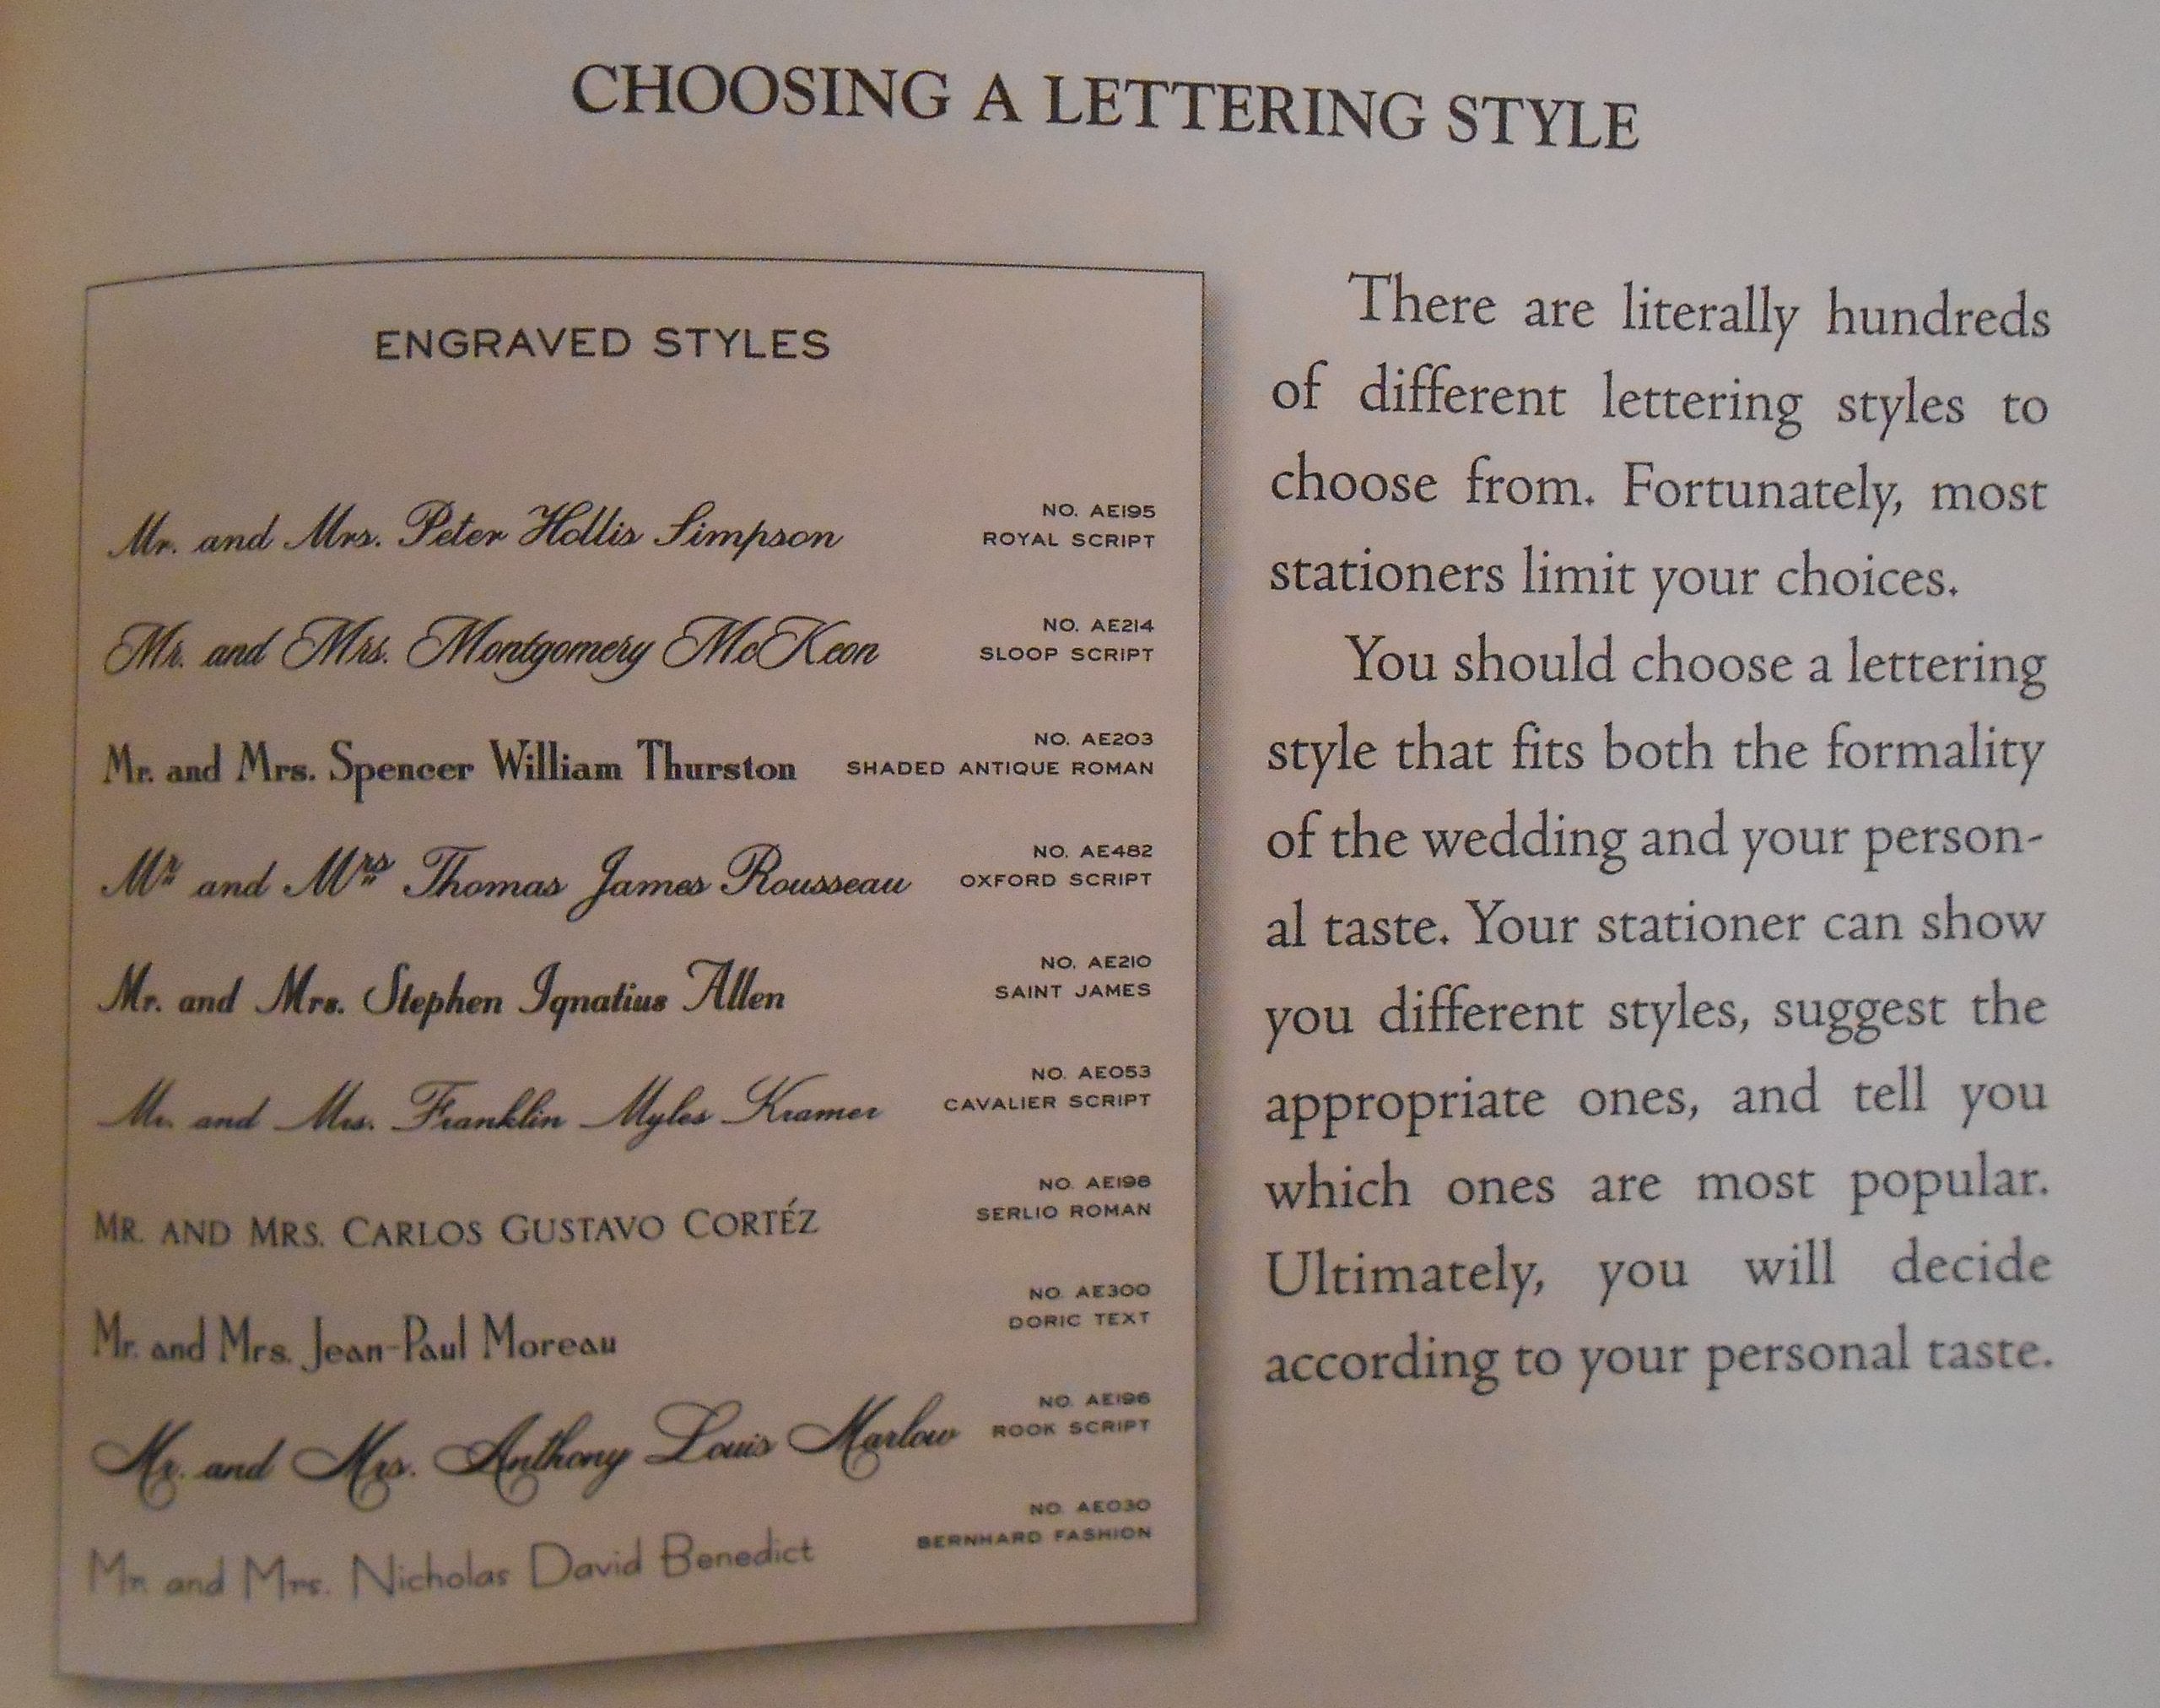 CHOOSING A LETTERING STYLE
ENGRAVED STYLES
Mr. and Mrs. Peter Hollis Simpson
NO. AE195
ROYAL SCRIPT
Mr. and Mrs. Montgomery McKeon
NO. AE214
SLOOP SCRIPT
Mr. and Mrs. Spencer William Thurston
NO. AE203
SHADED ANTIQUE ROMAN
Mr and Mrs Thomas James Rousseau
NO. AE482
OXFORD SCRIPT
Mr. and Mrs. Stephen Ignatius Allen
NO. AE210
SAINT JAMES
Mr. and Mrs. Franklin Myles Kramer
NO. AE053
CAVALIER SCRIPT
MR. AND MRS. CARLOS GUSTAVO CORTÉZ
NO. AE198
SERLIO ROMAN
Mr. and Mrs. Jean-Paul Moreau
NO. AE300
DORIC TEXT
Mr. and Mrs. Anthony Louis Marlow
NO. AE196
ROOK SCRIPT
Mr. and Mrs. Nicholas David Benedict
NO. AE030
BERNHARD FASHION
There are literally hundreds
of different lettering styles to
choose from. Fortunately, most
stationers limit your choices.
You should choose a lettering
style that fits both the formality
of the wedding and your person-
al taste. Your stationer can show
you different styles, suggest the
appropriate ones, and tell you
which ones are most popular.
Ultimately, you will decide
according to your personal taste.